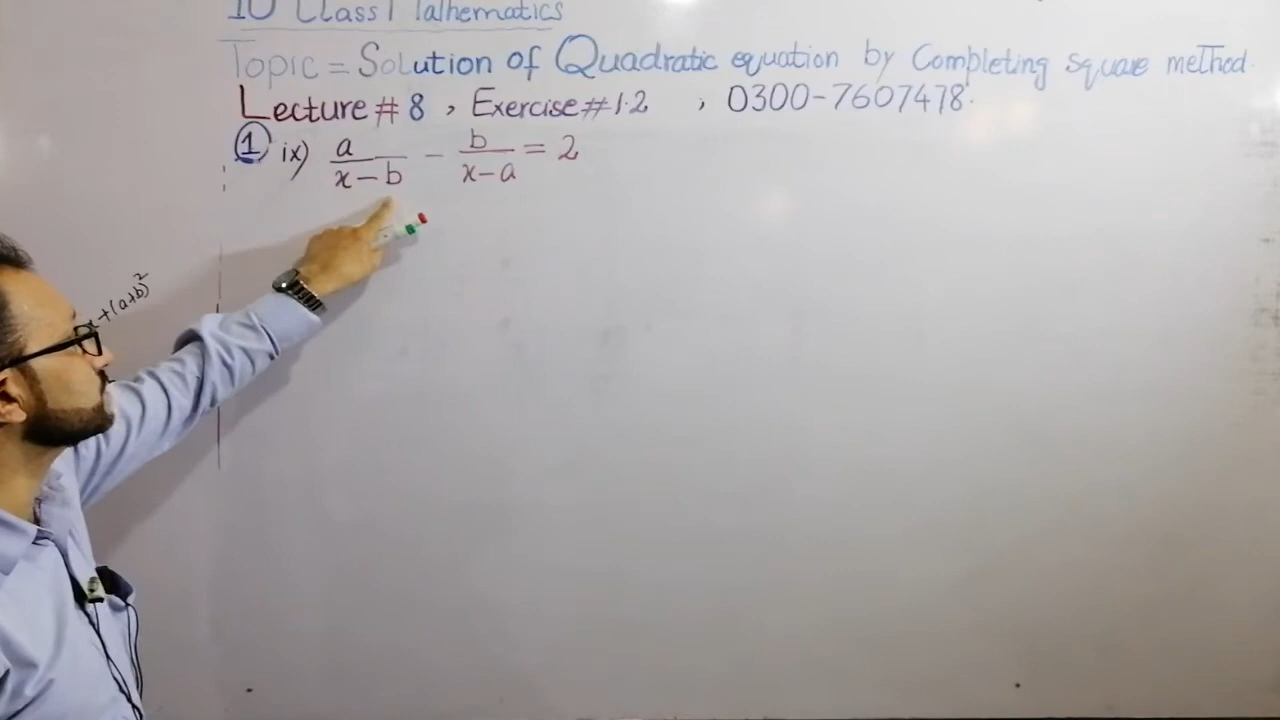 10 Class Mathematics
Topic = Solution of Quadratic equation by Completing square method.
Lecture # 8 , Exercise # 1.2 , 0300-7607478.
① ix) a/(x-b) - b/(x-a) = 2
x+(a+b)²